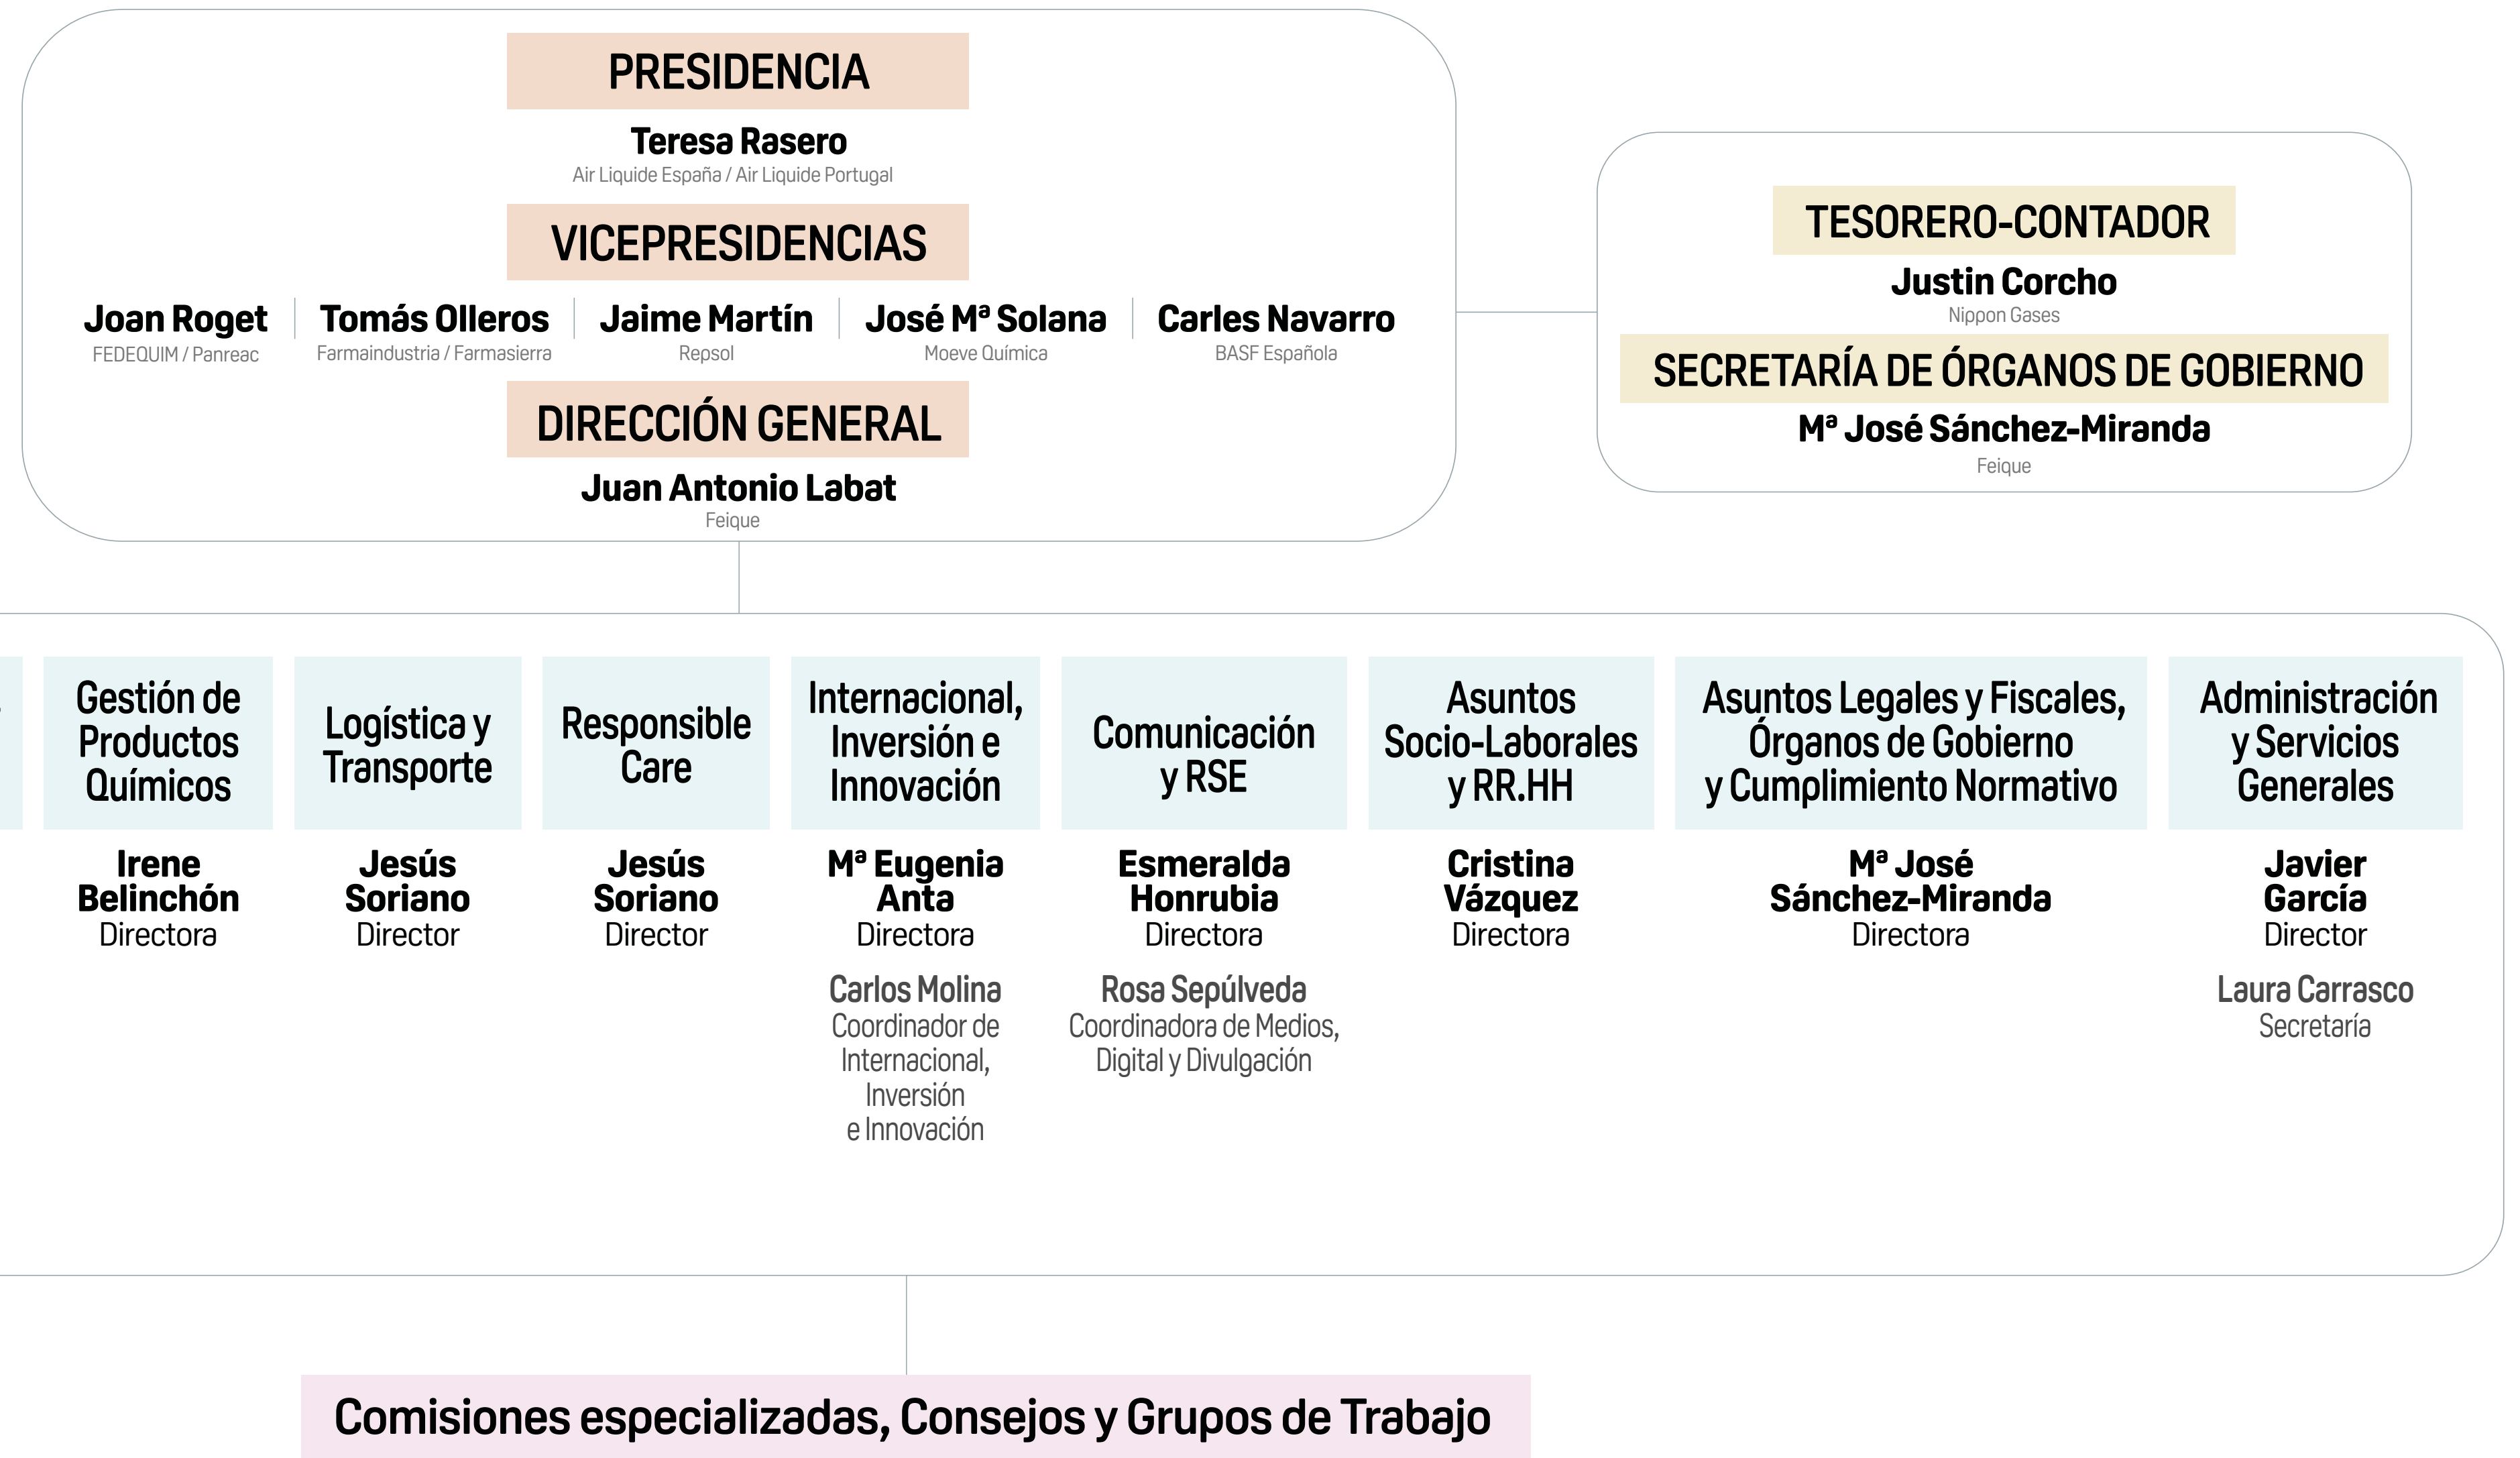 PRESIDENCIA
Teresa Rasero
Air Liquide España / Air Liquide Portugal
VICEPRESIDENCIAS
Joan Roget
FEDEQUIM / Panreac
Tomás Olleros
Farmaindustria / Farmasierra
Jaime Martín
Repsol
José Mª Solana
Moeve Química
Carles Navarro
BASF Española
DIRECCIÓN GENERAL
Juan Antonio Labat
Feique
TESORERO-CONTADOR
Justin Corcho
Nippon Gases
SECRETARÍA DE ÓRGANOS DE GOBIERNO
Mª José Sánchez-Miranda
Feique
Gestión de
Productos
Químicos
Irene
Belinchón
Directora
Logística y
Transporte
Jesús
Soriano
Director
Responsible
Care
Jesús
Soriano
Director
Internacional,
Inversión e
Innovación
Mª Eugenia
Anta
Directora
Carlos Molina
Coordinador de
Internacional,
Inversión
e Innovación
Comunicación
y RSE
Esmeralda
Honrubia
Directora
Rosa Sepúlveda
Coordinadora de Medios,
Digital y Divulgación
Asuntos
Socio-Laborales
y RR.HH
Cristina
Vázquez
Directora
Asuntos Legales y Fiscales,
Órganos de Gobierno
y Cumplimiento Normativo
Mª José
Sánchez-Miranda
Directora
Administración
y Servicios
Generales
Javier
García
Director
Laura Carrasco
Secretaría
Comisiones especializadas, Consejos y Grupos de Trabajo